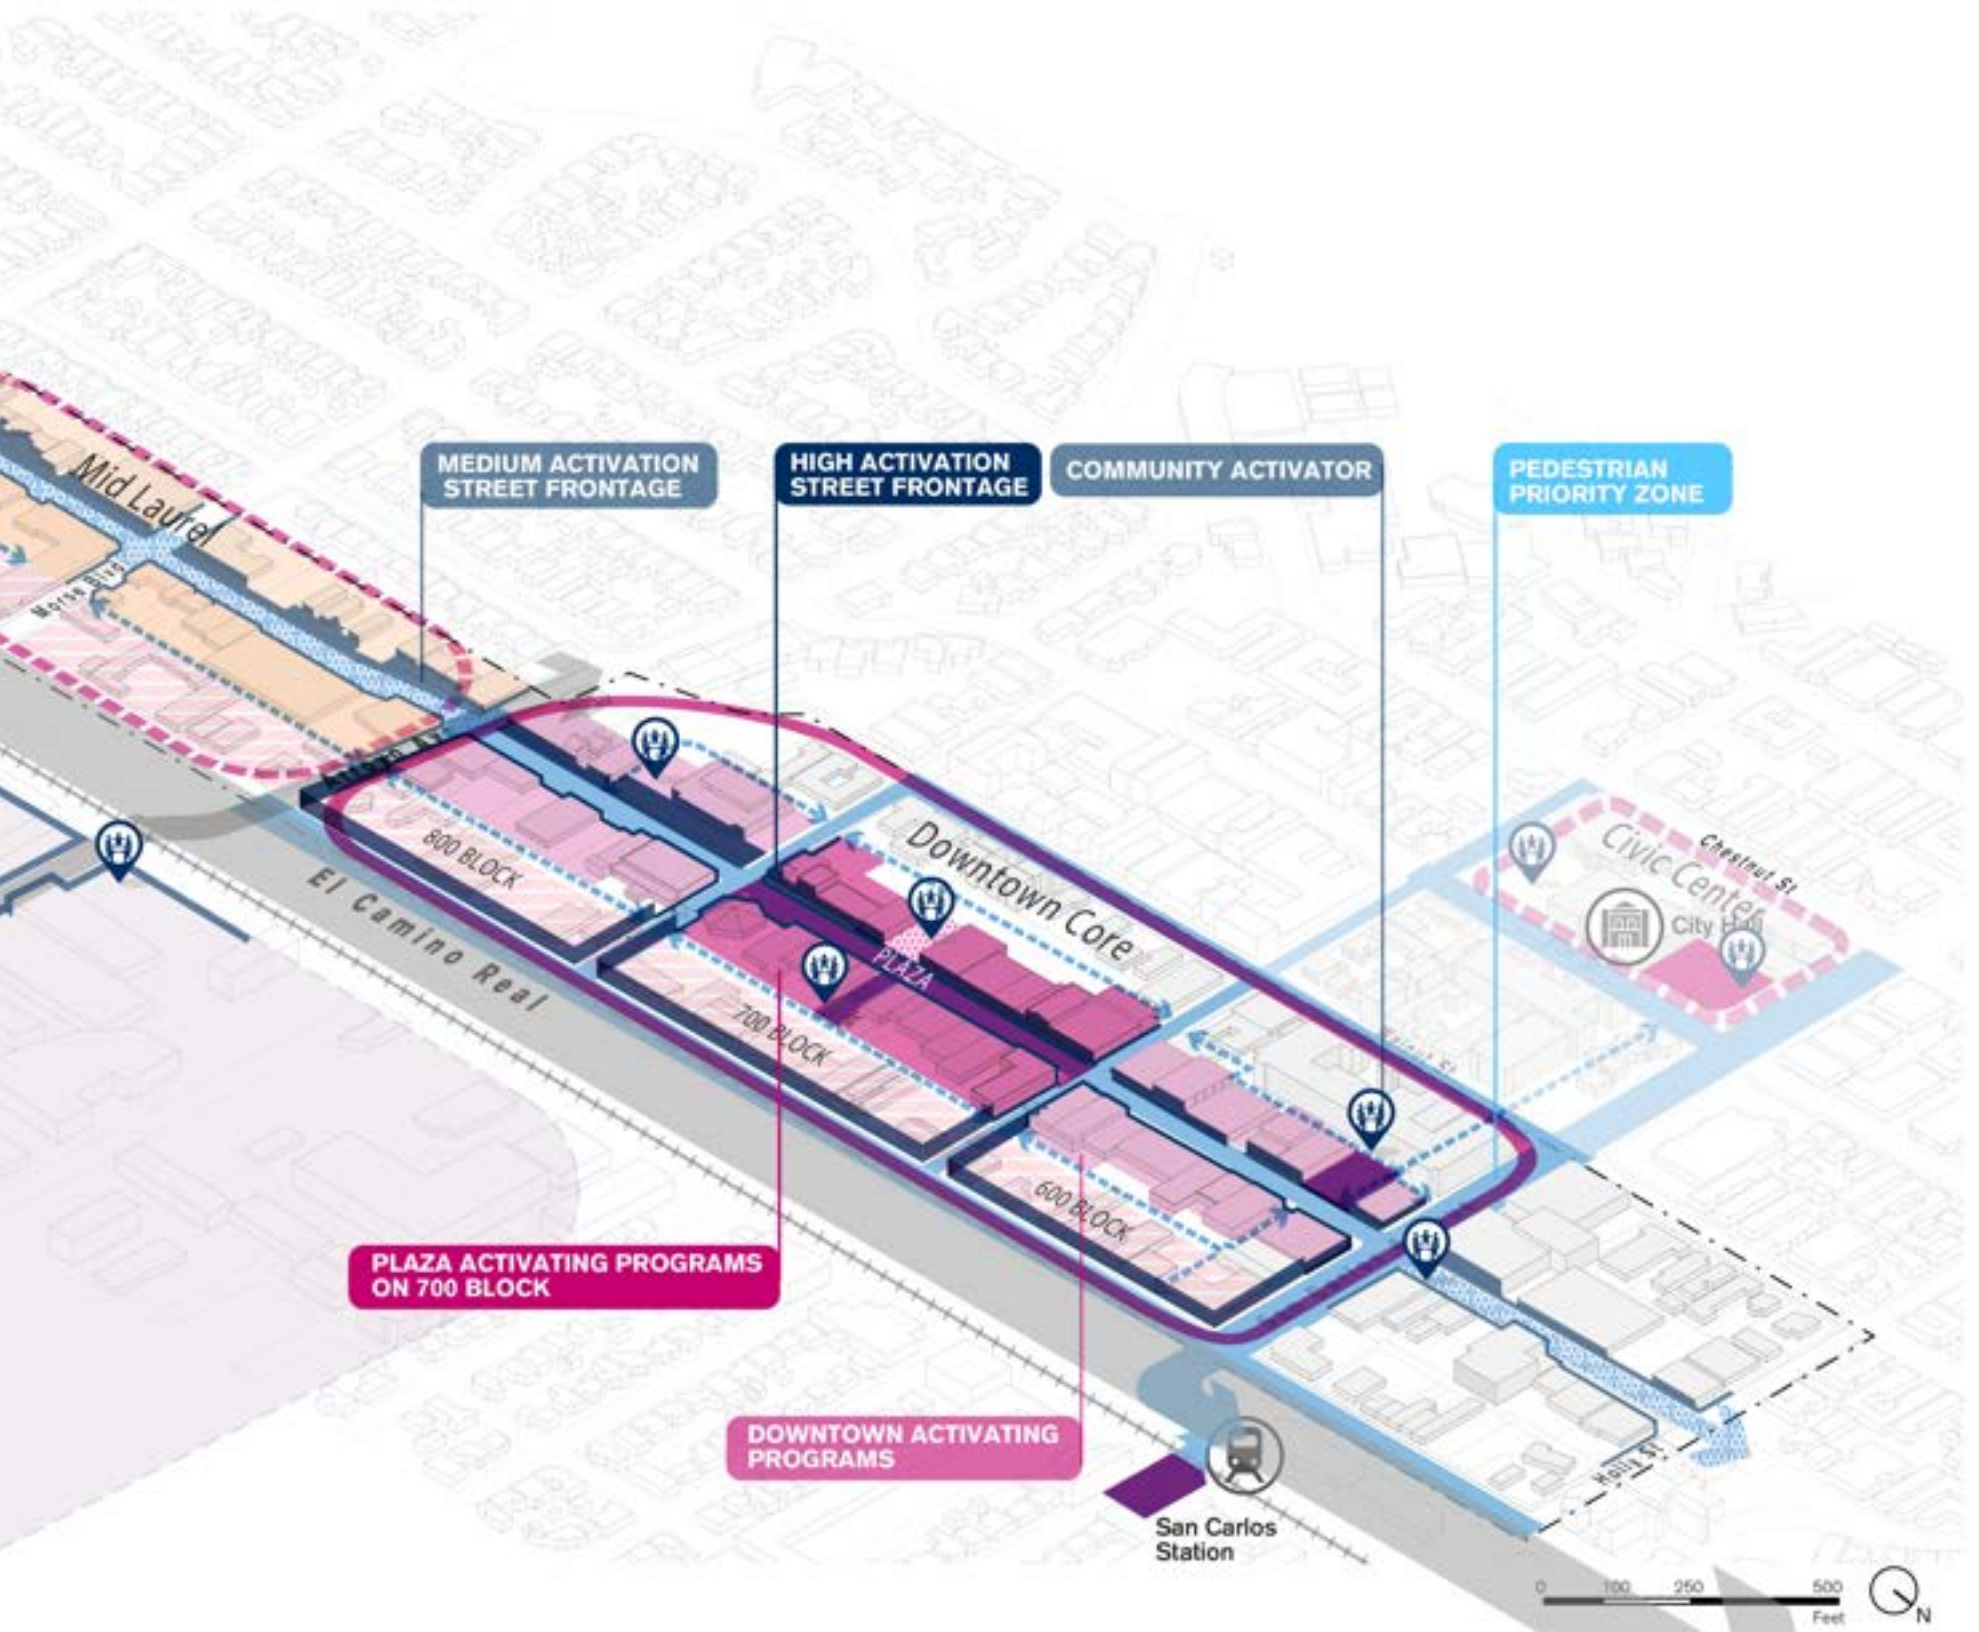 MEDIUM ACTIVATION
STREET FRONTAGE
HIGH ACTIVATION
STREET FRONTAGE
COMMUNITY ACTIVATOR
PEDESTRIAN
PRIORITY ZONE
Mid Laurel
Morse Blvd
Downtown Core
Civic Center
Chestnut St
City Hall
800 BLOCK
PLAZA
El Camino Real
700 BLOCK
600 BLOCK
PLAZA ACTIVATING PROGRAMS
ON 700 BLOCK
DOWNTOWN ACTIVATING
PROGRAMS
Holly St
San Carlos
Station
0 100 250 500
Feet
N